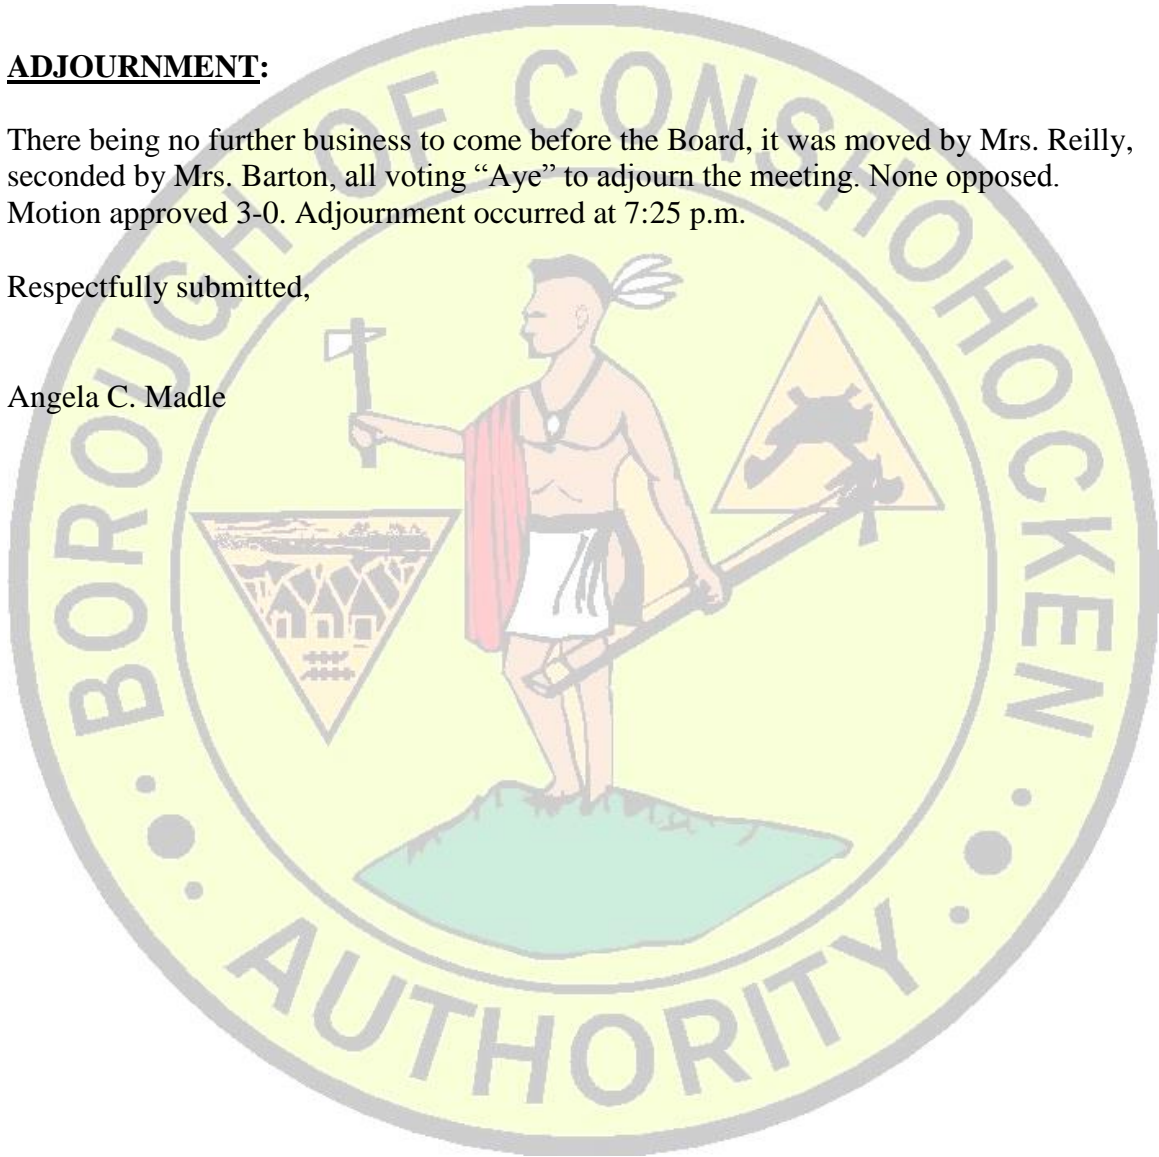 ADJOURNMENT:
There being no further business to come before the Board, it was moved by Mrs. Reilly,
seconded by Mrs. Barton, all voting “Aye” to adjourn the meeting. None opposed.
Motion approved 3-0. Adjournment occurred at 7:25 p.m.
Respectfully submitted,
Angela C. Madle
BOROUGH OF CONSHOHOCKEN
AUTHORITY